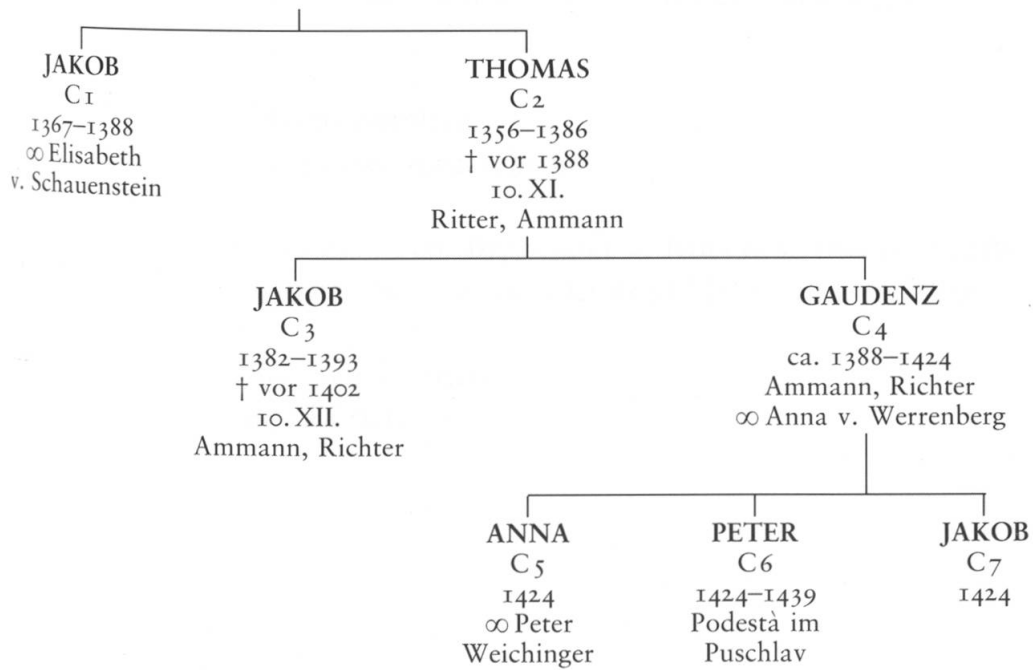 JAKOB
C1
1367–1388
∞ Elisabeth
v. Schauenstein
THOMAS
C2
1356–1386
† vor 1388
10. XI.
Ritter, Ammann
JAKOB
C3
1382–1393
† vor 1402
10. XII.
Ammann, Richter
GAUDENZ
C4
ca. 1388–1424
Ammann, Richter
∞ Anna v. Werrenberg
ANNA
C5
1424
∞ Peter
Weichinger
PETER
C6
1424–1439
Podestà im
Puschlav
JAKOB
C7
1424